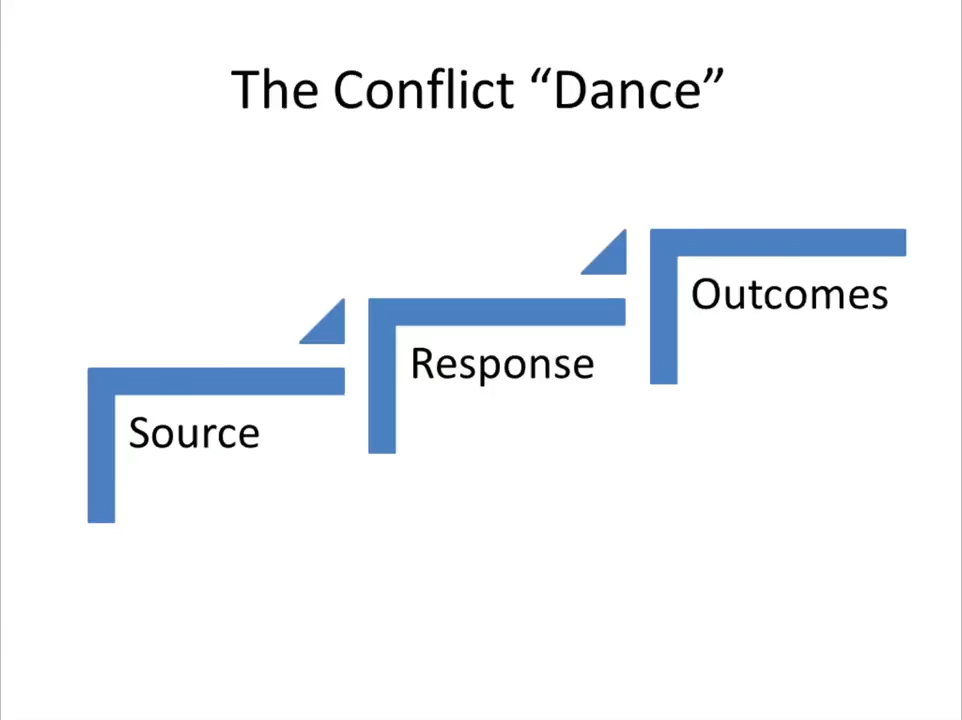 The Conflict “Dance”
Source
Response
Outcomes